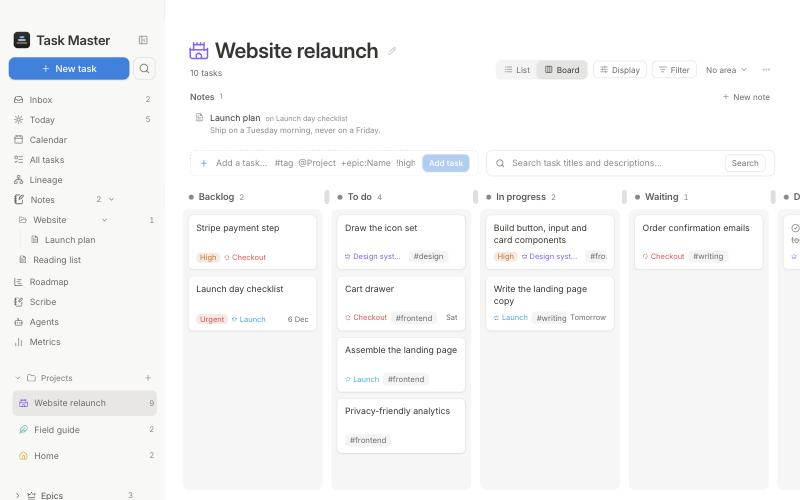 Task Master
+ New task
Inbox 2
Today 5
Calendar
All tasks
Lineage
Notes 2
Website 1
Launch plan
Reading list
Roadmap
Scribe
Agents
Metrics
Projects +
Website relaunch 9
Field guide 2
Home 2
Epics 3
Website relaunch
10 tasks
List Board Display Filter No area ···
Notes 1 + New note
Launch plan on Launch day checklist
Ship on a Tuesday morning, never on a Friday.
+ Add a task... #tag @Project +epic:Name !high Add task
Search task titles and descriptions... Search
Backlog 2
Stripe payment step
High Checkout
Launch day checklist
Urgent Launch 6 Dec
To do 4
Draw the icon set
Design syst... #design
Cart drawer
Checkout #frontend Sat
Assemble the landing page
Launch #frontend
Privacy-friendly analytics
#frontend
In progress 2
Build button, input and
card components
High Design syst... #fro
Write the landing page
copy
Launch #writing Tomorrow
Waiting 1
Order confirmation emails
Checkout #writing
D